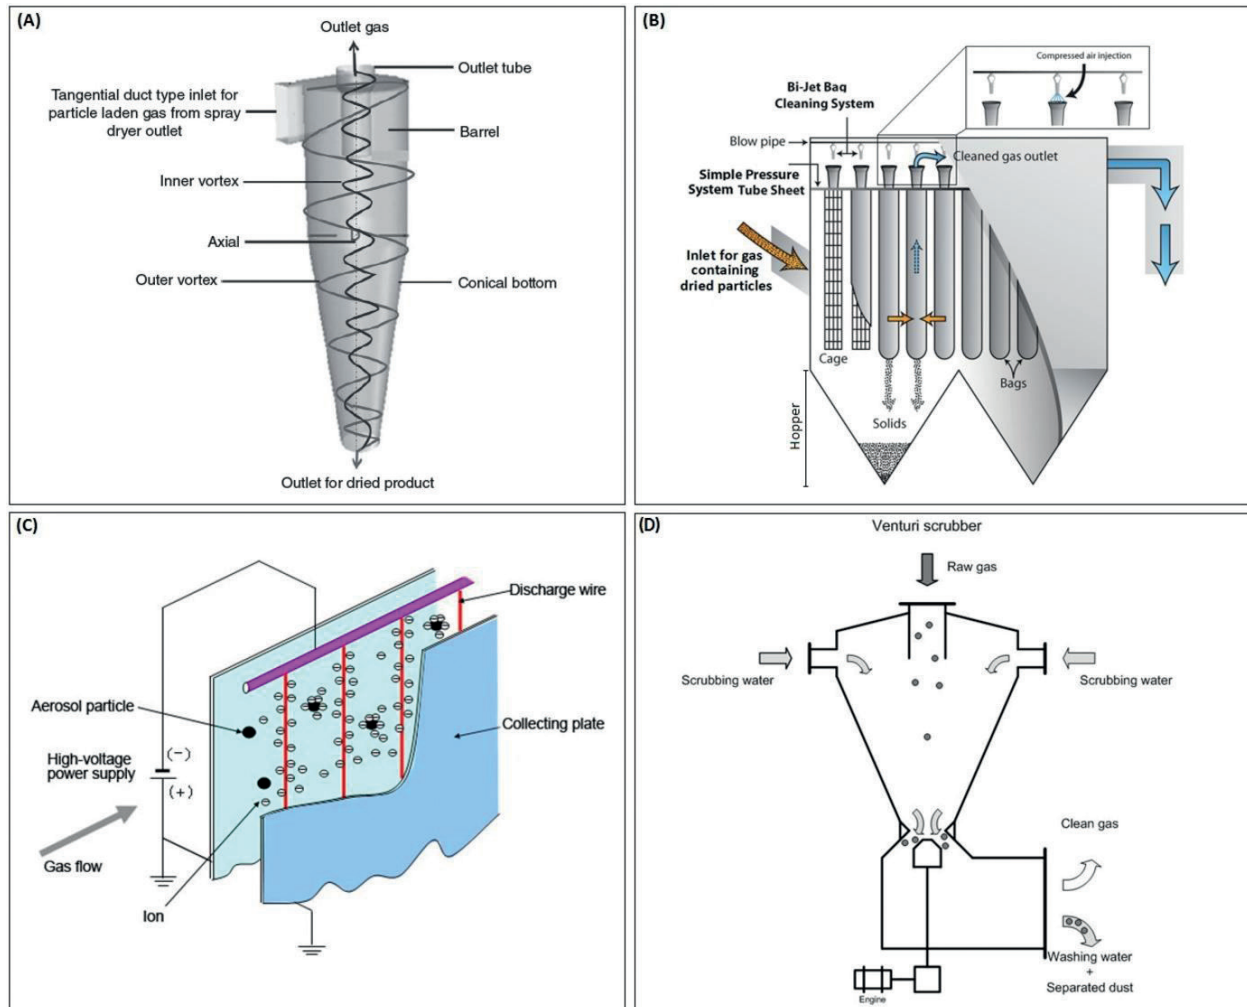 (A)
Outlet gas
Outlet tube
Tangential duct type inlet for
particle laden gas from spray
dryer outlet
Barrel
Inner vortex
Axial
Outer vortex
Conical bottom
Outlet for dried product
(B)
Compressed air injection
Bi-Jet Bag
Cleaning System
Blow pipe
Cleaned gas outlet
Simple Pressure
System Tube Sheet
Inlet for gas
containing
dried particles
Cage
Bags
Hopper
Solids
(C)
Discharge wire
Aerosol particle
Collecting plate
(−)
High-voltage
power supply
(+)
Gas flow
Ion
(D)
Venturi scrubber
Raw gas
Scrubbing water
Scrubbing water
Clean gas
Washing water
+
Separated dust
Engine